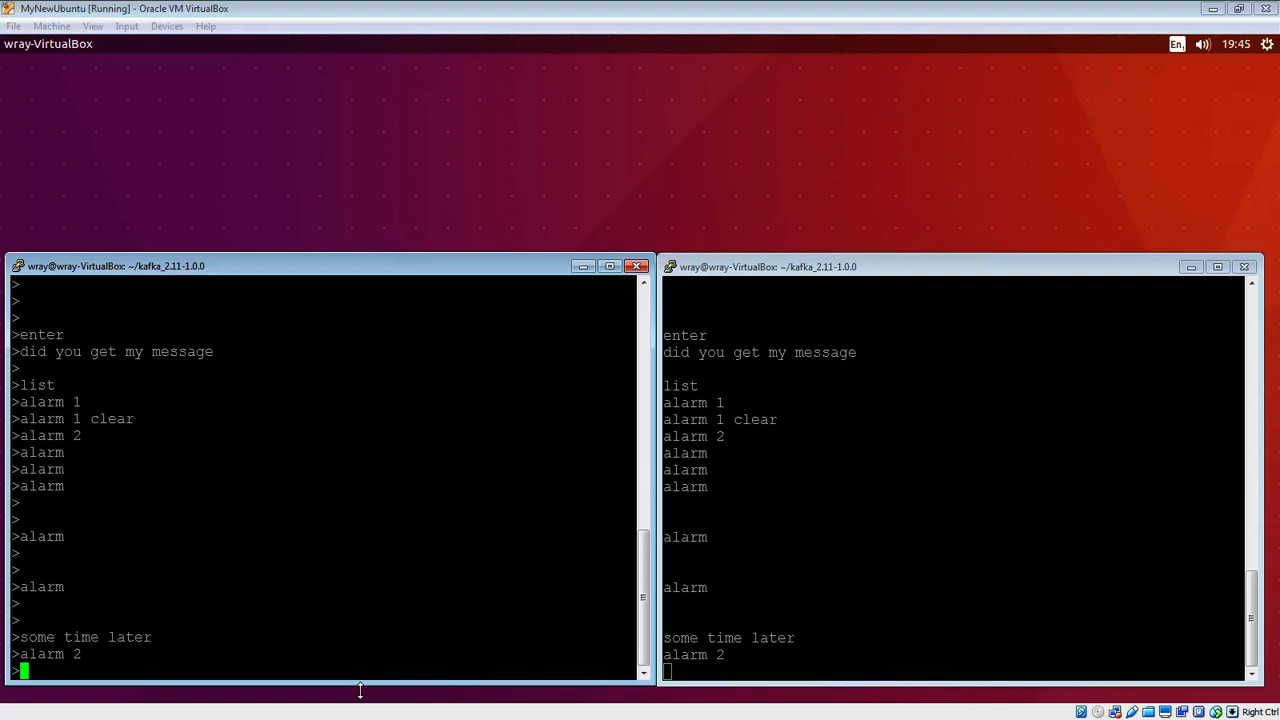 MyNewUbuntu [Running] - Oracle VM VirtualBox
File Machine View Input Devices Help
wray-VirtualBox
En 19:45
wray@wray-VirtualBox: ~/kafka_2.11-1.0.0
>
>
>
>enter
>did you get my message
>
>list
>alarm 1
>alarm 1 clear
>alarm 2
>alarm
>alarm
>alarm
>
>
>alarm
>
>
>alarm
>
>
>some time later
>alarm 2
>
wray@wray-VirtualBox: ~/kafka_2.11-1.0.0
enter
did you get my message
list
alarm 1
alarm 1 clear
alarm 2
alarm
alarm
alarm
alarm
alarm
some time later
alarm 2
Right Ctrl